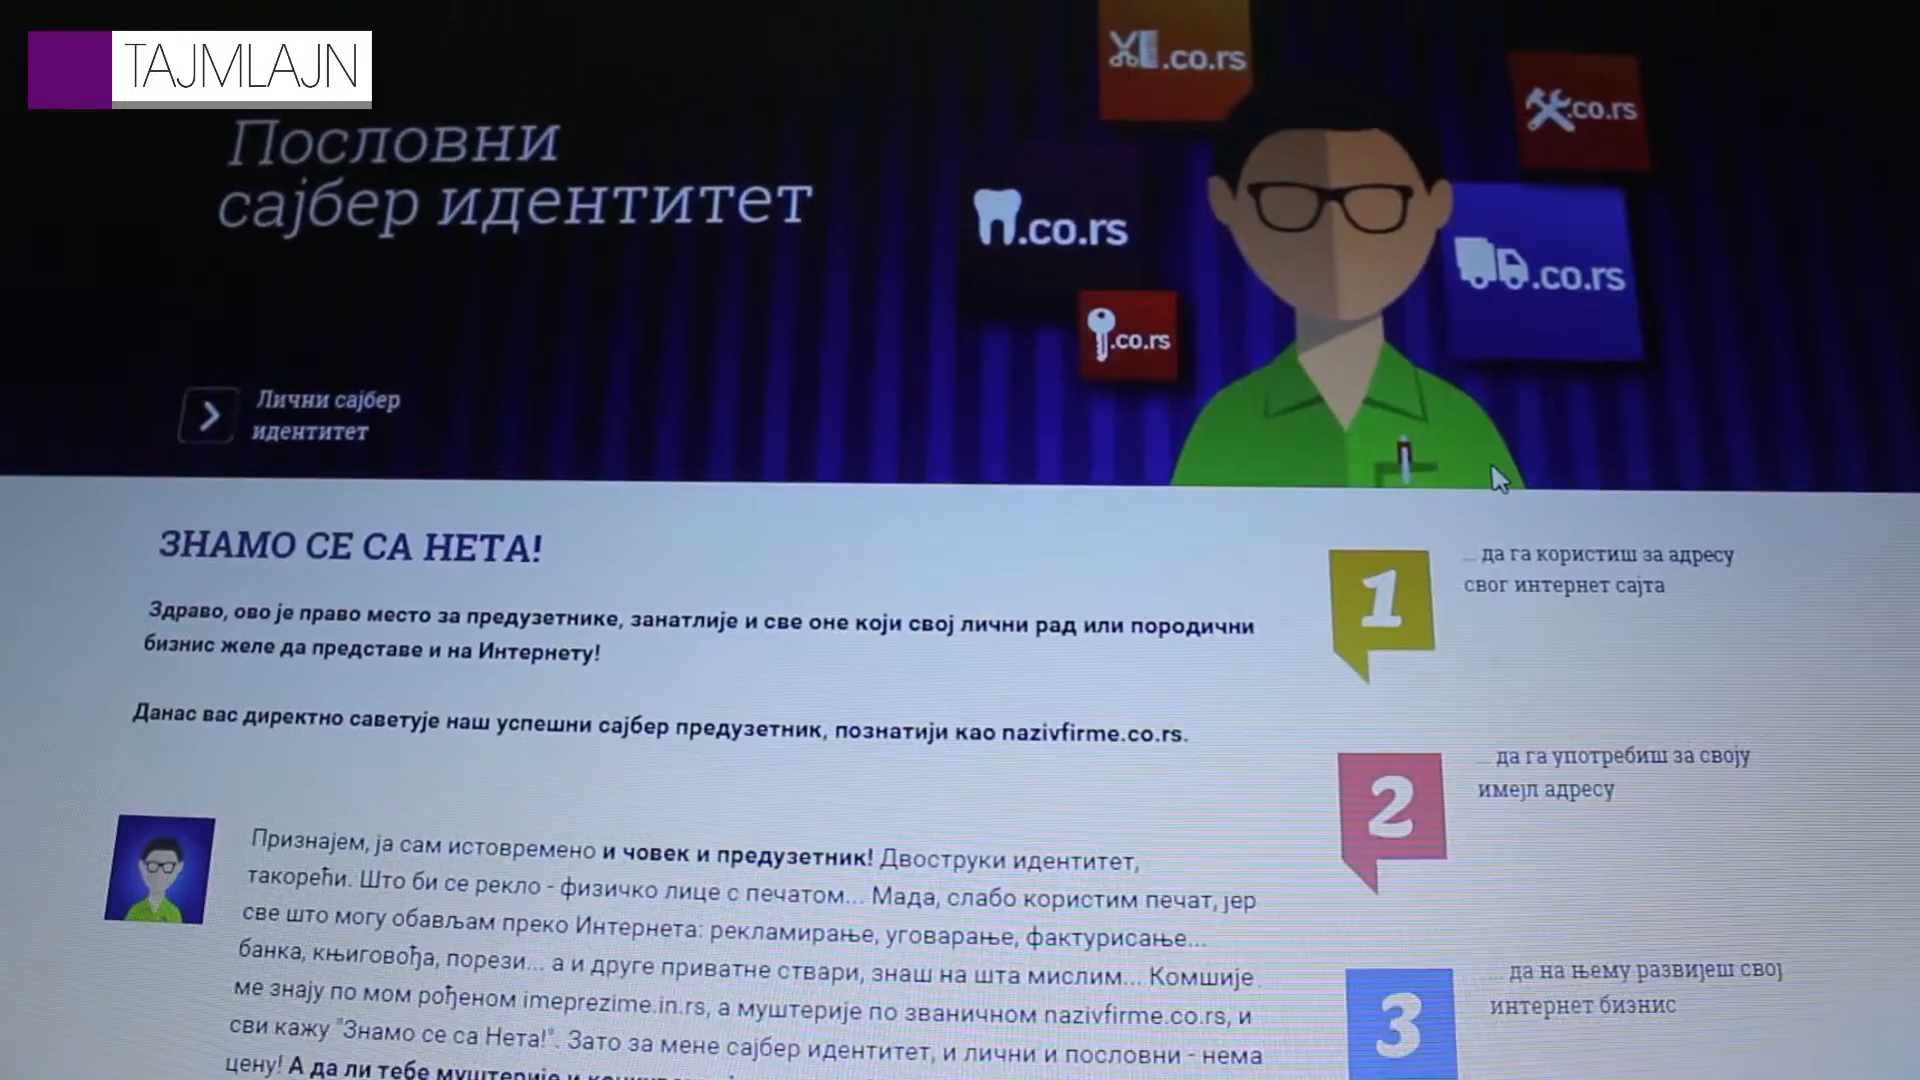 TAJMLAJN
Пословни
сајбер идентитет
.co.rs
.co.rs
.co.rs
.co.rs
.co.rs
Лични сајбер
идентитет
ЗНАМО СЕ СА НЕТА!
Здраво, ово је право место за предузетнике, занатлије и све оне који свој лични рад или породични
бизнис желе да представе и на Интернету!
Данас вас директно саветује наш успешни сајбер предузетник, познатији као nazivfirme.co.rs.
Признајем, ја сам истовремено и човек и предузетник! Двоструки идентитет,
такорећи. Што би се рекло - физичко лице с печатом... Мада, слабо користим печат, јер
све што могу обављам преко Интернета: рекламирање, уговарање, фактурисање...
банка, књиговођа, порези... а и друге приватне ствари, знаш на шта мислим... Комшије
ме знају по мом рођеном imeprezime.in.rs, а муштерије по званичном nazivfirme.co.rs, и
сви кажу "Знамо се са Нета!". Зато за мене сајбер идентитет, и лични и пословни - нема
цену! А да ли тебе муштерије и
1
... да га користиш за адресу
свог интернет сајта
2
... да га употребиш за своју
имејл адресу
3
... да на њему развијеш свој
интернет бизнис